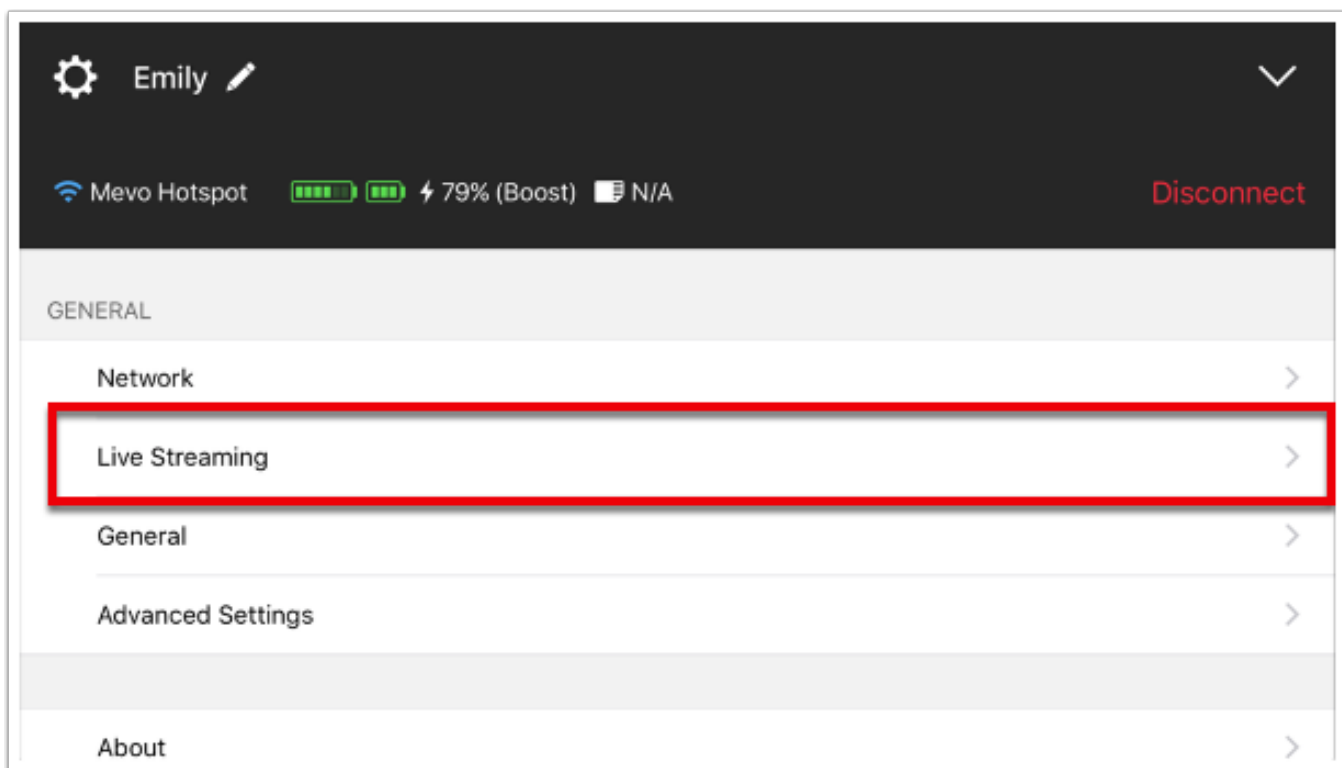 Emily
Mevo Hotspot 79% (Boost) N/A Disconnect
GENERAL
Network
Live Streaming
General
Advanced Settings
About